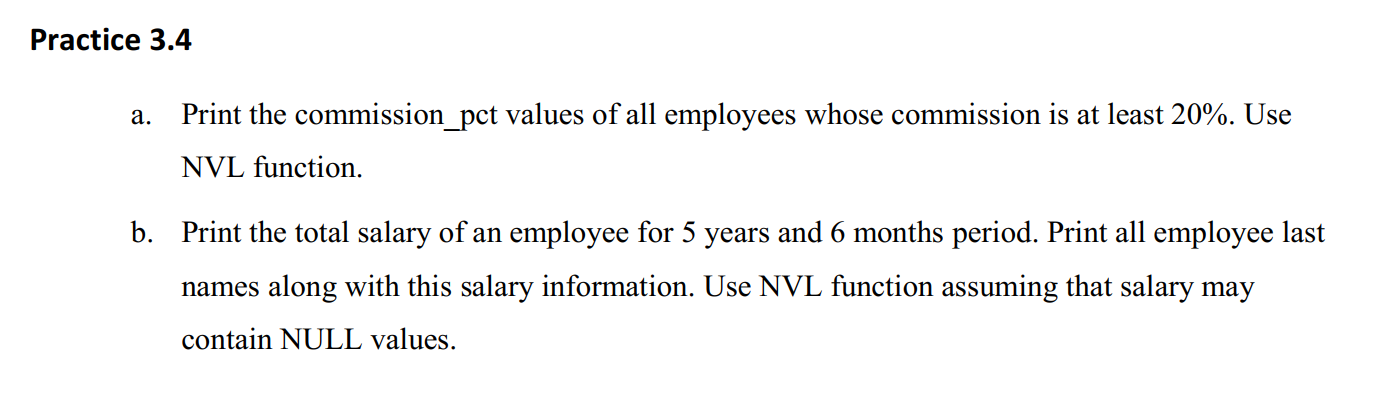 Practice 3.4
a. Print the commission_pct values of all employees whose commission is at least 20%. Use
NVL function.
b. Print the total salary of an employee for 5 years and 6 months period. Print all employee last
names along with this salary information. Use NVL function assuming that salary may
contain NULL values.